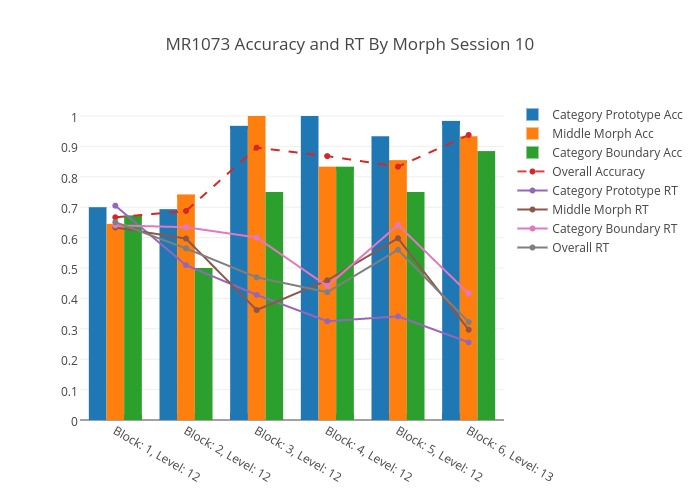 MR1073 Accuracy and RT By Morph Session 10
1
0.9
0.8
0.7
0.6
0.5
0.4
0.3
0.2
0.1
0
Block: 1, Level: 12
Block: 2, Level: 12
Block: 3, Level: 12
Block: 4, Level: 12
Block: 5, Level: 12
Block: 6, Level: 13
Category Prototype Acc
Middle Morph Acc
Category Boundary Acc
Overall Accuracy
Category Prototype RT
Middle Morph RT
Category Boundary RT
Overall RT